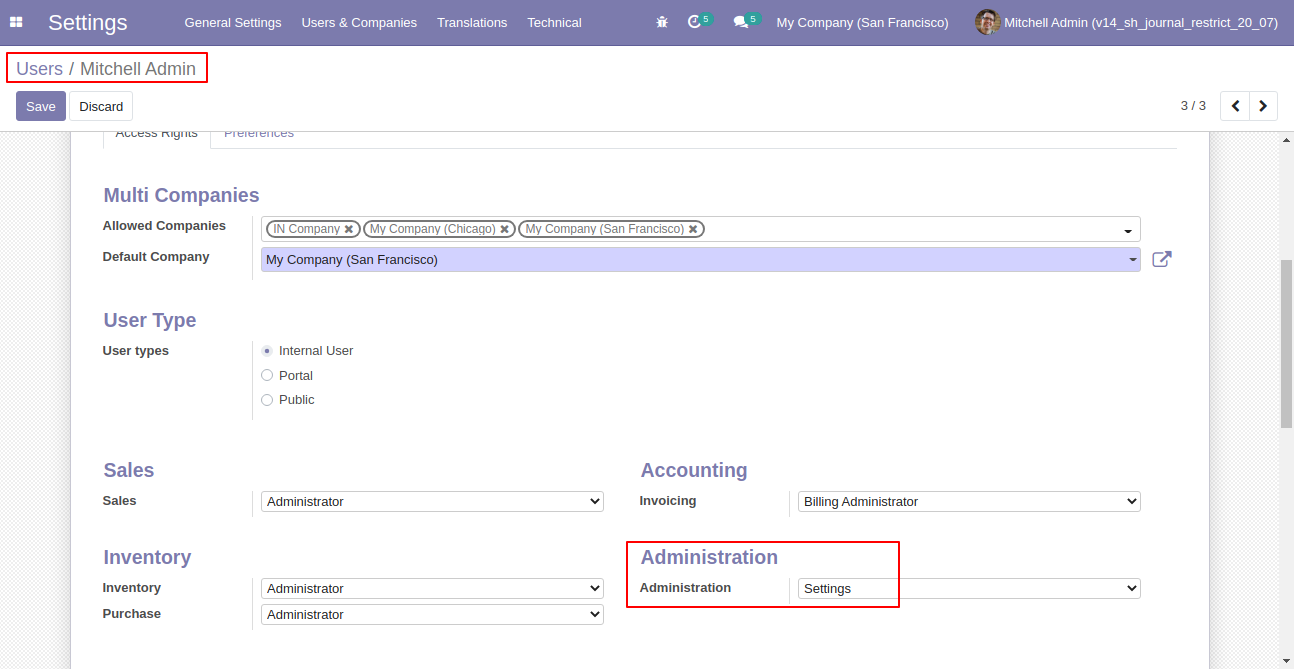 Settings General Settings Users & Companies Translations Technical 5 5 My Company (San Francisco) Mitchell Admin (v14_sh_journal_restrict_20_07)
Users / Mitchell Admin
Save Discard 3 / 3
Access Rights Preferences
Multi Companies
Allowed Companies IN Company ✖ My Company (Chicago) ✖ My Company (San Francisco) ✖
Default Company My Company (San Francisco)
User Type
User types Internal User
Portal
Public
Sales Accounting
Sales Administrator Invoicing Billing Administrator
Inventory Administration
Inventory Administrator Administration Settings
Purchase Administrator